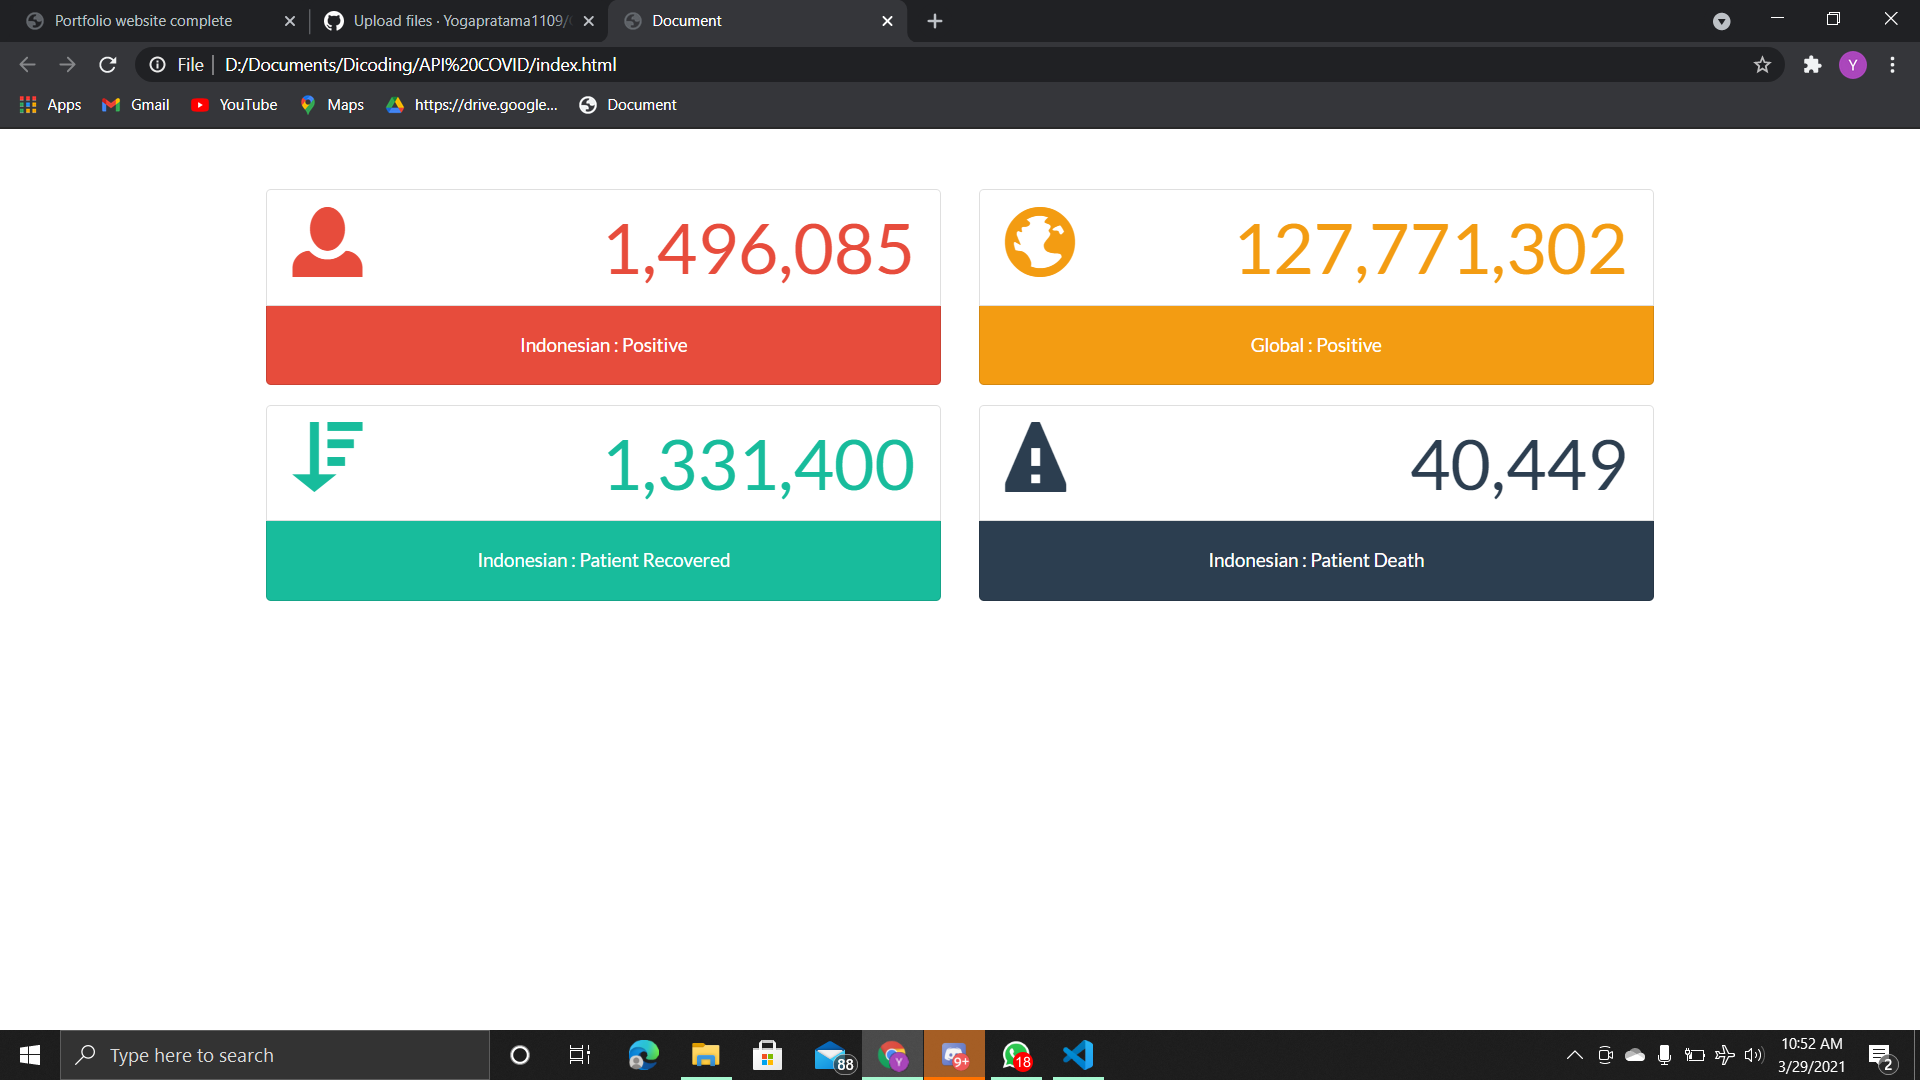 Portfolio website complete
Upload files · Yogapratama1109/
Document
File
D:/Documents/Dicoding/API%20COVID/index.html
Y
Apps
Gmail
YouTube
Maps
https://drive.google...
Document
1,496,085
Indonesian : Positive
127,771,302
Global : Positive
1,331,400
Indonesian : Patient Recovered
40,449
Indonesian : Patient Death
Type here to search
88
Y
9+
18
10:52 AM
3/29/2021
2